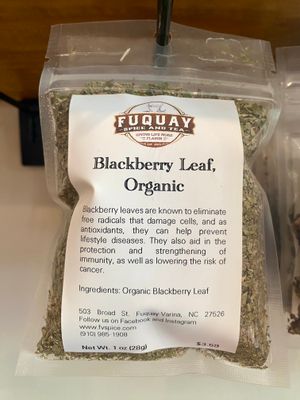 FUQUAY
SPICE AND TEA
Blackberry Leaf,
Organic
Blackberry leaves are known to eliminate
free radicals that damage cells, and as
antioxidants, they can help prevent
lifestyle diseases. They also aid in the
protection and strengthening of
immunity, as well as lowering the risk of
cancer.
Ingredients: Organic Blackberry Leaf
503 Broad St. Fuquay Varina, NC 27526
Follow us on Facebook and Instagram
www.fvspice.com
(910) 985-1908
Net Wt. 1 oz (28g)